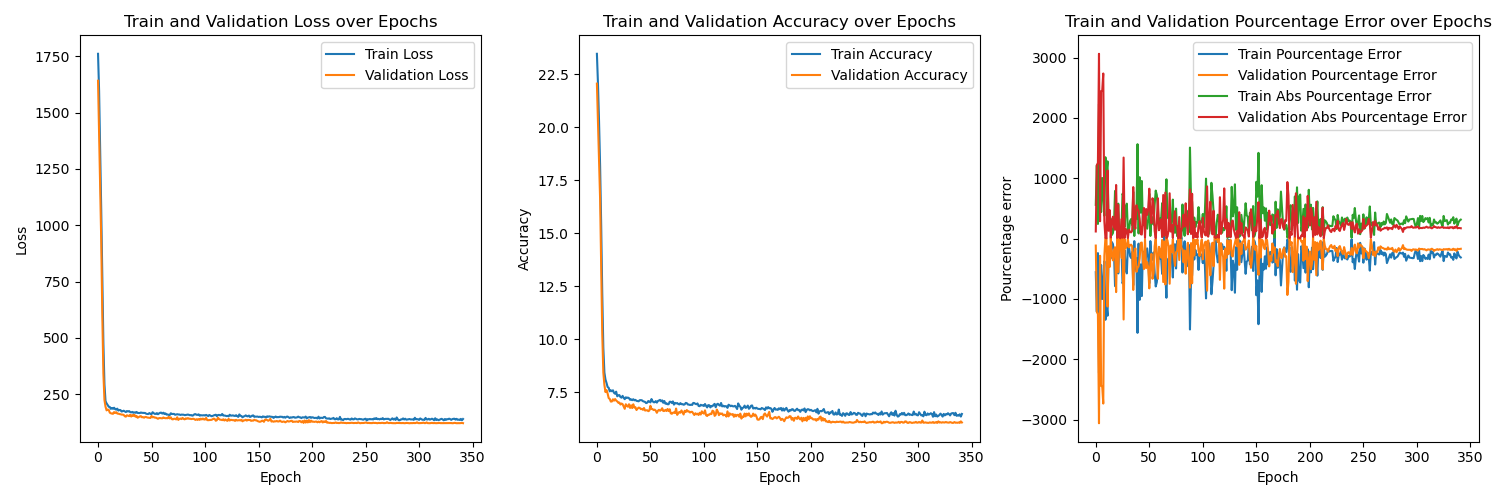 Train and Validation Loss over Epochs
Train Loss
Validation Loss
Loss
1750
1500
1250
1000
750
500
250
0 50 100 150 200 250 300 350
Epoch
Train and Validation Accuracy over Epochs
Train Accuracy
Validation Accuracy
Accuracy
22.5
20.0
17.5
15.0
12.5
10.0
7.5
0 50 100 150 200 250 300 350
Epoch
Train and Validation Pourcentage Error over Epochs
Train Pourcentage Error
Validation Pourcentage Error
Train Abs Pourcentage Error
Validation Abs Pourcentage Error
Pourcentage error
3000
2000
1000
0
−1000
−2000
−3000
0 50 100 150 200 250 300 350
Epoch